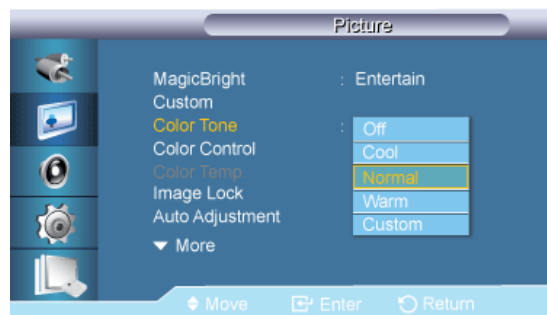 Picture
MagicBright : Entertain
Custom
Color Tone : Off
Color Control Cool
Color Temp. Normal
Image Lock Warm
Auto Adjustment Custom
More
Move Enter Return